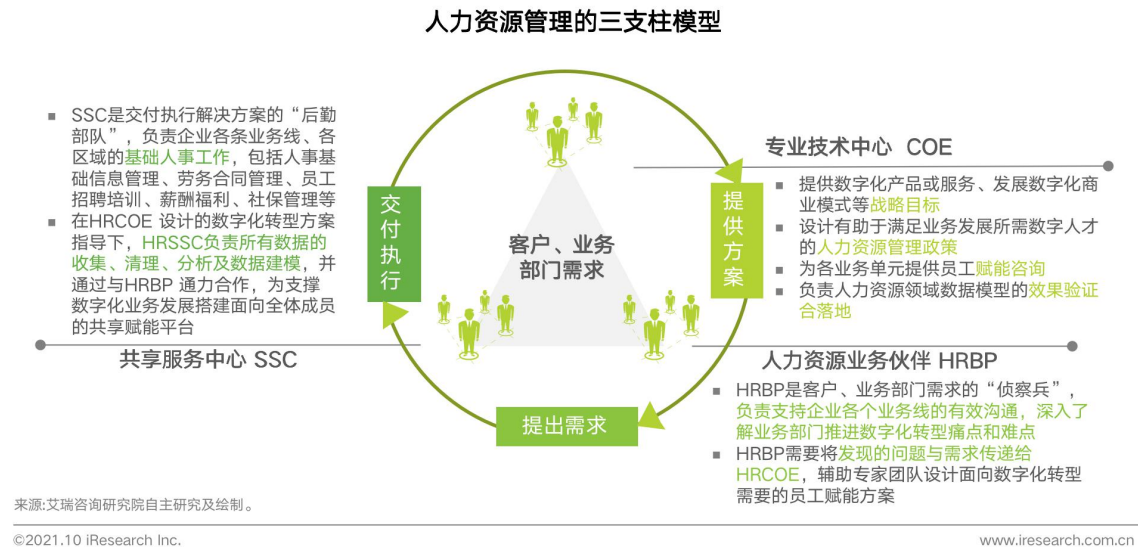 人力资源管理的三支柱模型
▪ SSC是交付执行解决方案的“后勤
部队”，负责企业各条业务线、各
区域的基础人事工作，包括人事基
础信息管理、劳务合同管理、员工
招聘培训、薪酬福利、社保管理等
▪ 在HRCOE 设计的数字化转型方案
指导下，HRSSC负责所有数据的
收集、清理、分析及数据建模，并
通过与HRBP 通力合作，为支撑
数字化业务发展搭建面向全体成员
的共享赋能平台
共享服务中心 SSC
交付执行
客户、业务
部门需求
提供方案
提出需求
专业技术中心 COE
▪ 提供数字化产品或服务、发展数字化商
业模式等战略目标
▪ 设计有助于满足业务发展所需数字人才
的人力资源管理政策
▪ 为各业务单元提供员工赋能咨询
▪ 负责人力资源领域数据模型的效果验证
合落地
人力资源业务伙伴 HRBP
▪ HRBP是客户、业务部门需求的“侦察兵”，
负责支持企业各个业务线的有效沟通，深入了
解业务部门推进数字化转型痛点和难点
▪ HRBP需要将发现的问题与需求传递给
HRCOE，辅助专家团队设计面向数字化转型
需要的员工赋能方案
来源:艾瑞咨询研究院自主研究及绘制。
©2021.10 iResearch Inc.
www.iresearch.com.cn